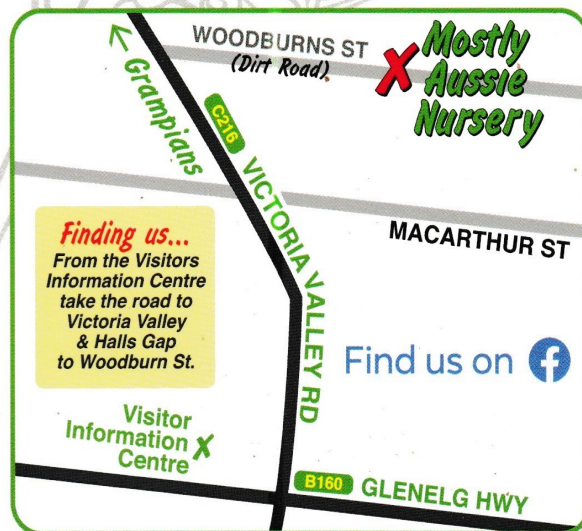 WOODBURNS ST
(Dirt Road)
Mostly
Aussie
Nursery
Grampians
C216
VICTORIA VALLEY RD
MACARTHUR ST
Finding us...
From the Visitors
Information Centre
take the road to
Victoria Valley
& Halls Gap
to Woodburn St.
Find us on
Visitor
Information
Centre
B160
GLENELG HWY